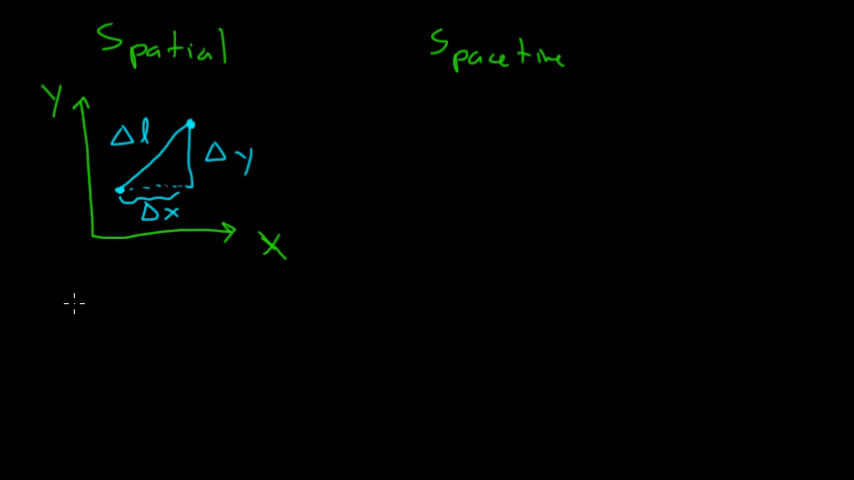 Spatial
Spacetime
Y
Δl
Δy
Δx
X